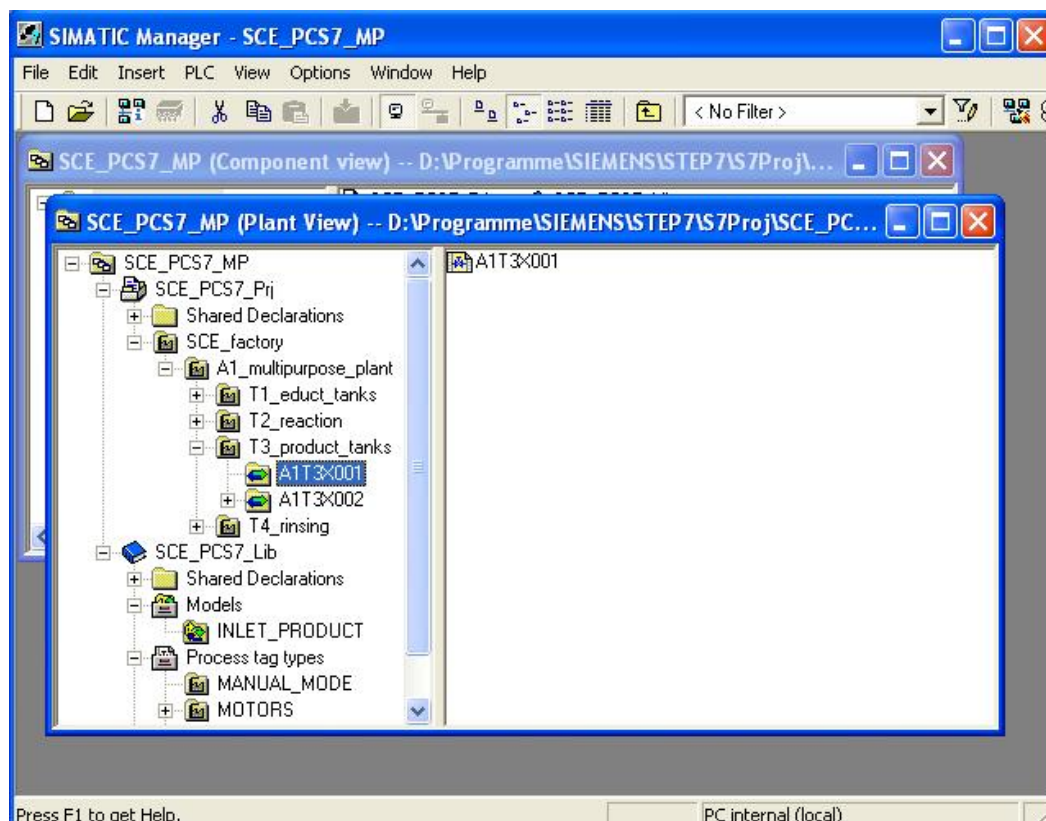 SIMATIC Manager - SCE_PCS7_MP
File Edit Insert PLC View Options Window Help
< No Filter >
SCE_PCS7_MP (Component view) -- D:\Programme\SIEMENS\STEP7\S7Proj\...
SCE_PCS7_MP (Plant View) -- D:\Programme\SIEMENS\STEP7\S7Proj\SCE_PC...
SCE_PCS7_MP
A1T3X001
SCE_PCS7_Prj
Shared Declarations
SCE_factory
A1_multipurpose_plant
T1_educt_tanks
T2_reaction
T3_product_tanks
A1T3X001
A1T3X002
T4_rinsing
SCE_PCS7_Lib
Shared Declarations
Models
INLET_PRODUCT
Process tag types
MANUAL_MODE
MOTORS
Press F1 to get Help.
PC internal (local)